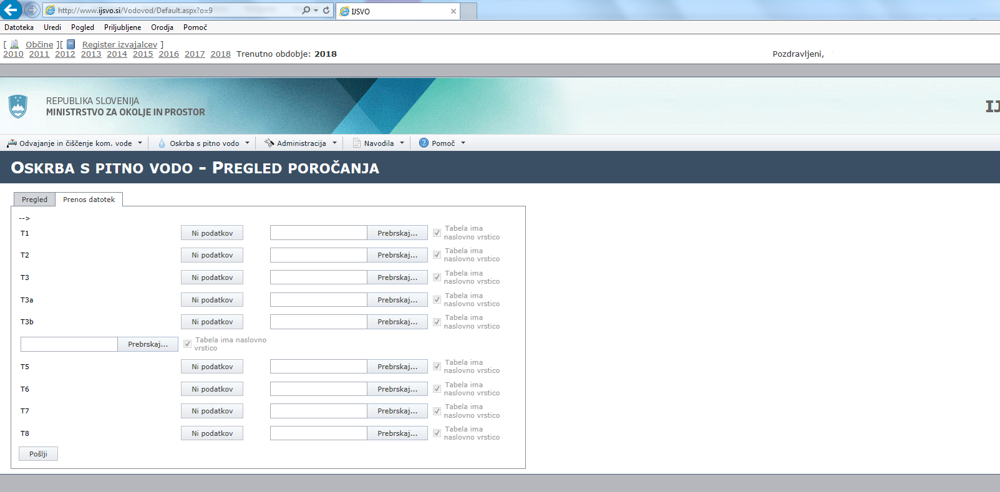 http://www.ijsvo.si/Vodovod/Default.aspx?o=9
IJSVO
Datoteka Uredi Pogled Priljubljene Orodja Pomoč
[ Občine ][ Register izvajalcev ]
2010 2011 2012 2013 2014 2015 2016 2017 2018 Trenutno obdobje: 2018 Pozdravljeni,
REPUBLIKA SLOVENIJA
MINISTRSTVO ZA OKOLJE IN PROSTOR
IJ
Odvajanje in čiščenje kom. vode Oskrba s pitno vodo Administracija Navodila Pomoč
OSKRBA S PITNO VODO - PREGLED POROČANJA
Pregled Prenos datotek
-->
T1 Ni podatkov Prebrskaj... Tabela ima
naslovno vrstico
T2 Ni podatkov Prebrskaj... Tabela ima
naslovno vrstico
T3 Ni podatkov Prebrskaj... Tabela ima
naslovno vrstico
T3a Ni podatkov Prebrskaj... Tabela ima
naslovno vrstico
T3b Ni podatkov Prebrskaj... Tabela ima
naslovno vrstico
Prebrskaj... Tabela ima naslovno
vrstico
T5 Ni podatkov Prebrskaj... Tabela ima
naslovno vrstico
T6 Ni podatkov Prebrskaj... Tabela ima
naslovno vrstico
T7 Ni podatkov Prebrskaj... Tabela ima
naslovno vrstico
T8 Ni podatkov Prebrskaj... Tabela ima
naslovno vrstico
Pošlji